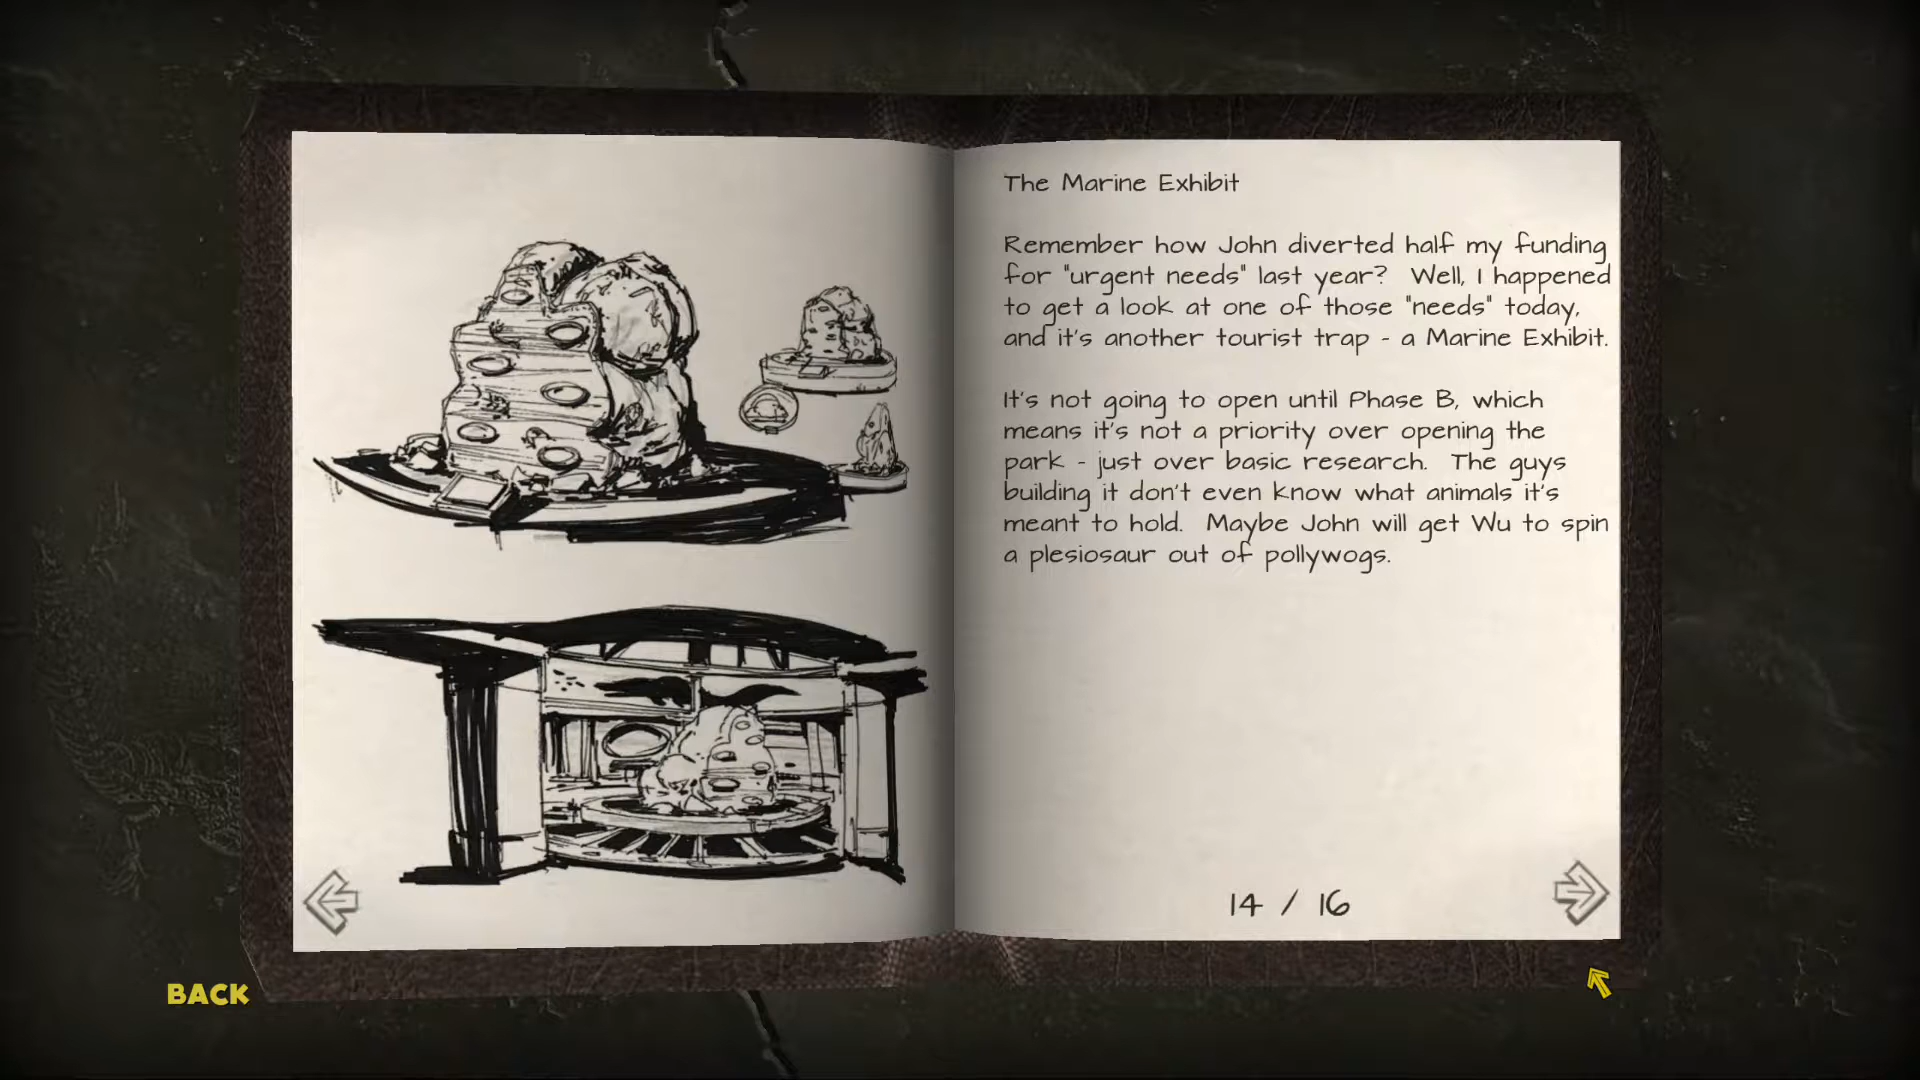 The Marine Exhibit
Remember how John diverted half my funding
for "urgent needs" last year?  Well, I happened
to get a look at one of those "needs" today,
and it's another tourist trap - a Marine Exhibit.
It's not going to open until Phase B, which
means it's not a priority over opening the
park - just over basic research.  The guys
building it don't even know what animals it's
meant to hold.  Maybe John will get Wu to spin
a plesiosaur out of pollywogs.
14 / 16
BACK